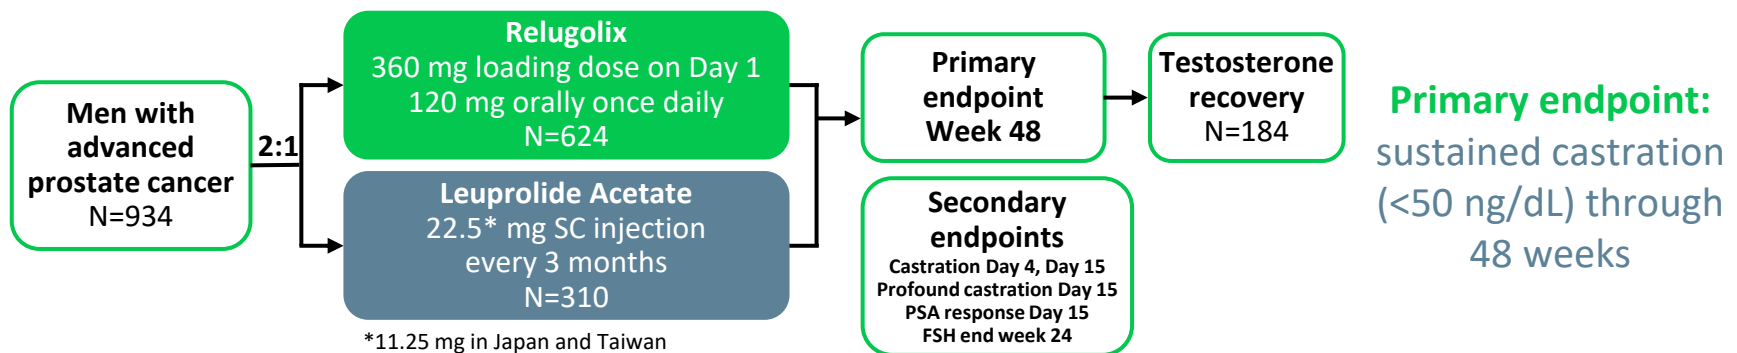 Men with
advanced
prostate cancer
N=934
2:1
Relugolix
360 mg loading dose on Day 1
120 mg orally once daily
N=624
Leuprolide Acetate
22.5* mg SC injection
every 3 months
N=310
*11.25 mg in Japan and Taiwan
Primary
endpoint
Week 48
Secondary
endpoints
Castration Day 4, Day 15
Profound castration Day 15
PSA response Day 15
FSH end week 24
Testosterone
recovery
N=184
Primary endpoint:
sustained castration
(<50 ng/dL) through
48 weeks